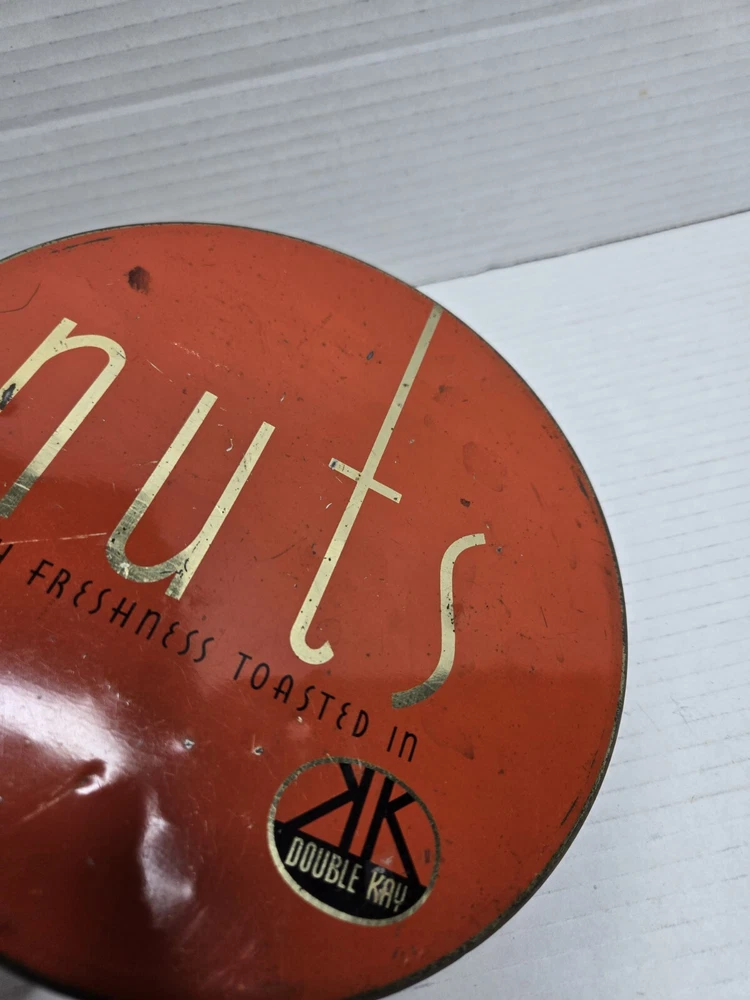 nuts
FRESHNESS TOASTED IN
KK
DOUBLE KAY